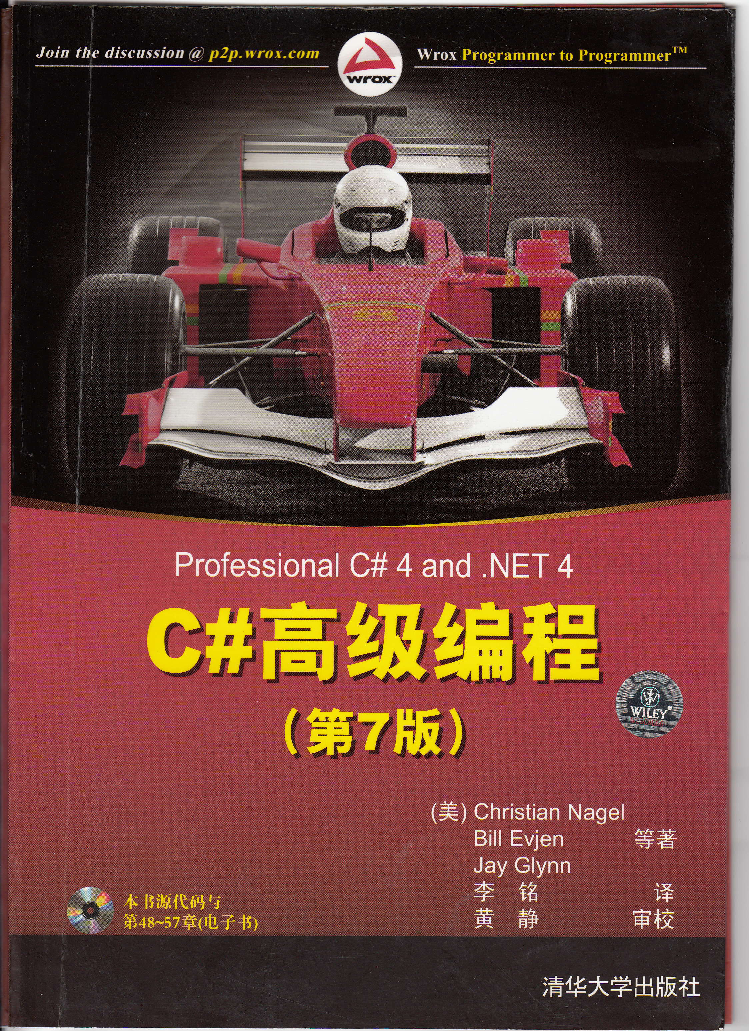 Join the discussion @ p2p.wrox.com
wrox™
Wrox Programmer to Programmer™
Professional C# 4 and .NET 4
C#高级编程
（第7版）
WILEY
(美) Christian Nagel
Bill Evjen 等著
Jay Glynn
李 铭 译
黄 静 审校
本书源代码与
第48~57章(电子书)
清华大学出版社